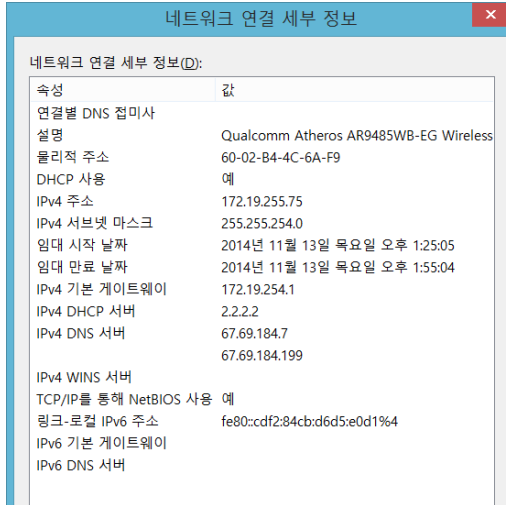 네트워크 연결 세부 정보
네트워크 연결 세부 정보(D):
속성 값
연결별 DNS 접미사
설명 Qualcomm Atheros AR9485WB-EG Wireless
물리적 주소 60-02-B4-4C-6A-F9
DHCP 사용 예
IPv4 주소 172.19.255.75
IPv4 서브넷 마스크 255.255.254.0
임대 시작 날짜 2014년 11월 13일 목요일 오후 1:25:05
임대 만료 날짜 2014년 11월 13일 목요일 오후 1:55:04
IPv4 기본 게이트웨이 172.19.254.1
IPv4 DHCP 서버 2.2.2.2
IPv4 DNS 서버 67.69.184.7
67.69.184.199
IPv4 WINS 서버
TCP/IP를 통해 NetBIOS 사용 예
링크-로컬 IPv6 주소 fe80::cdf2:84cb:d6d5:e0d1%4
IPv6 기본 게이트웨이
IPv6 DNS 서버